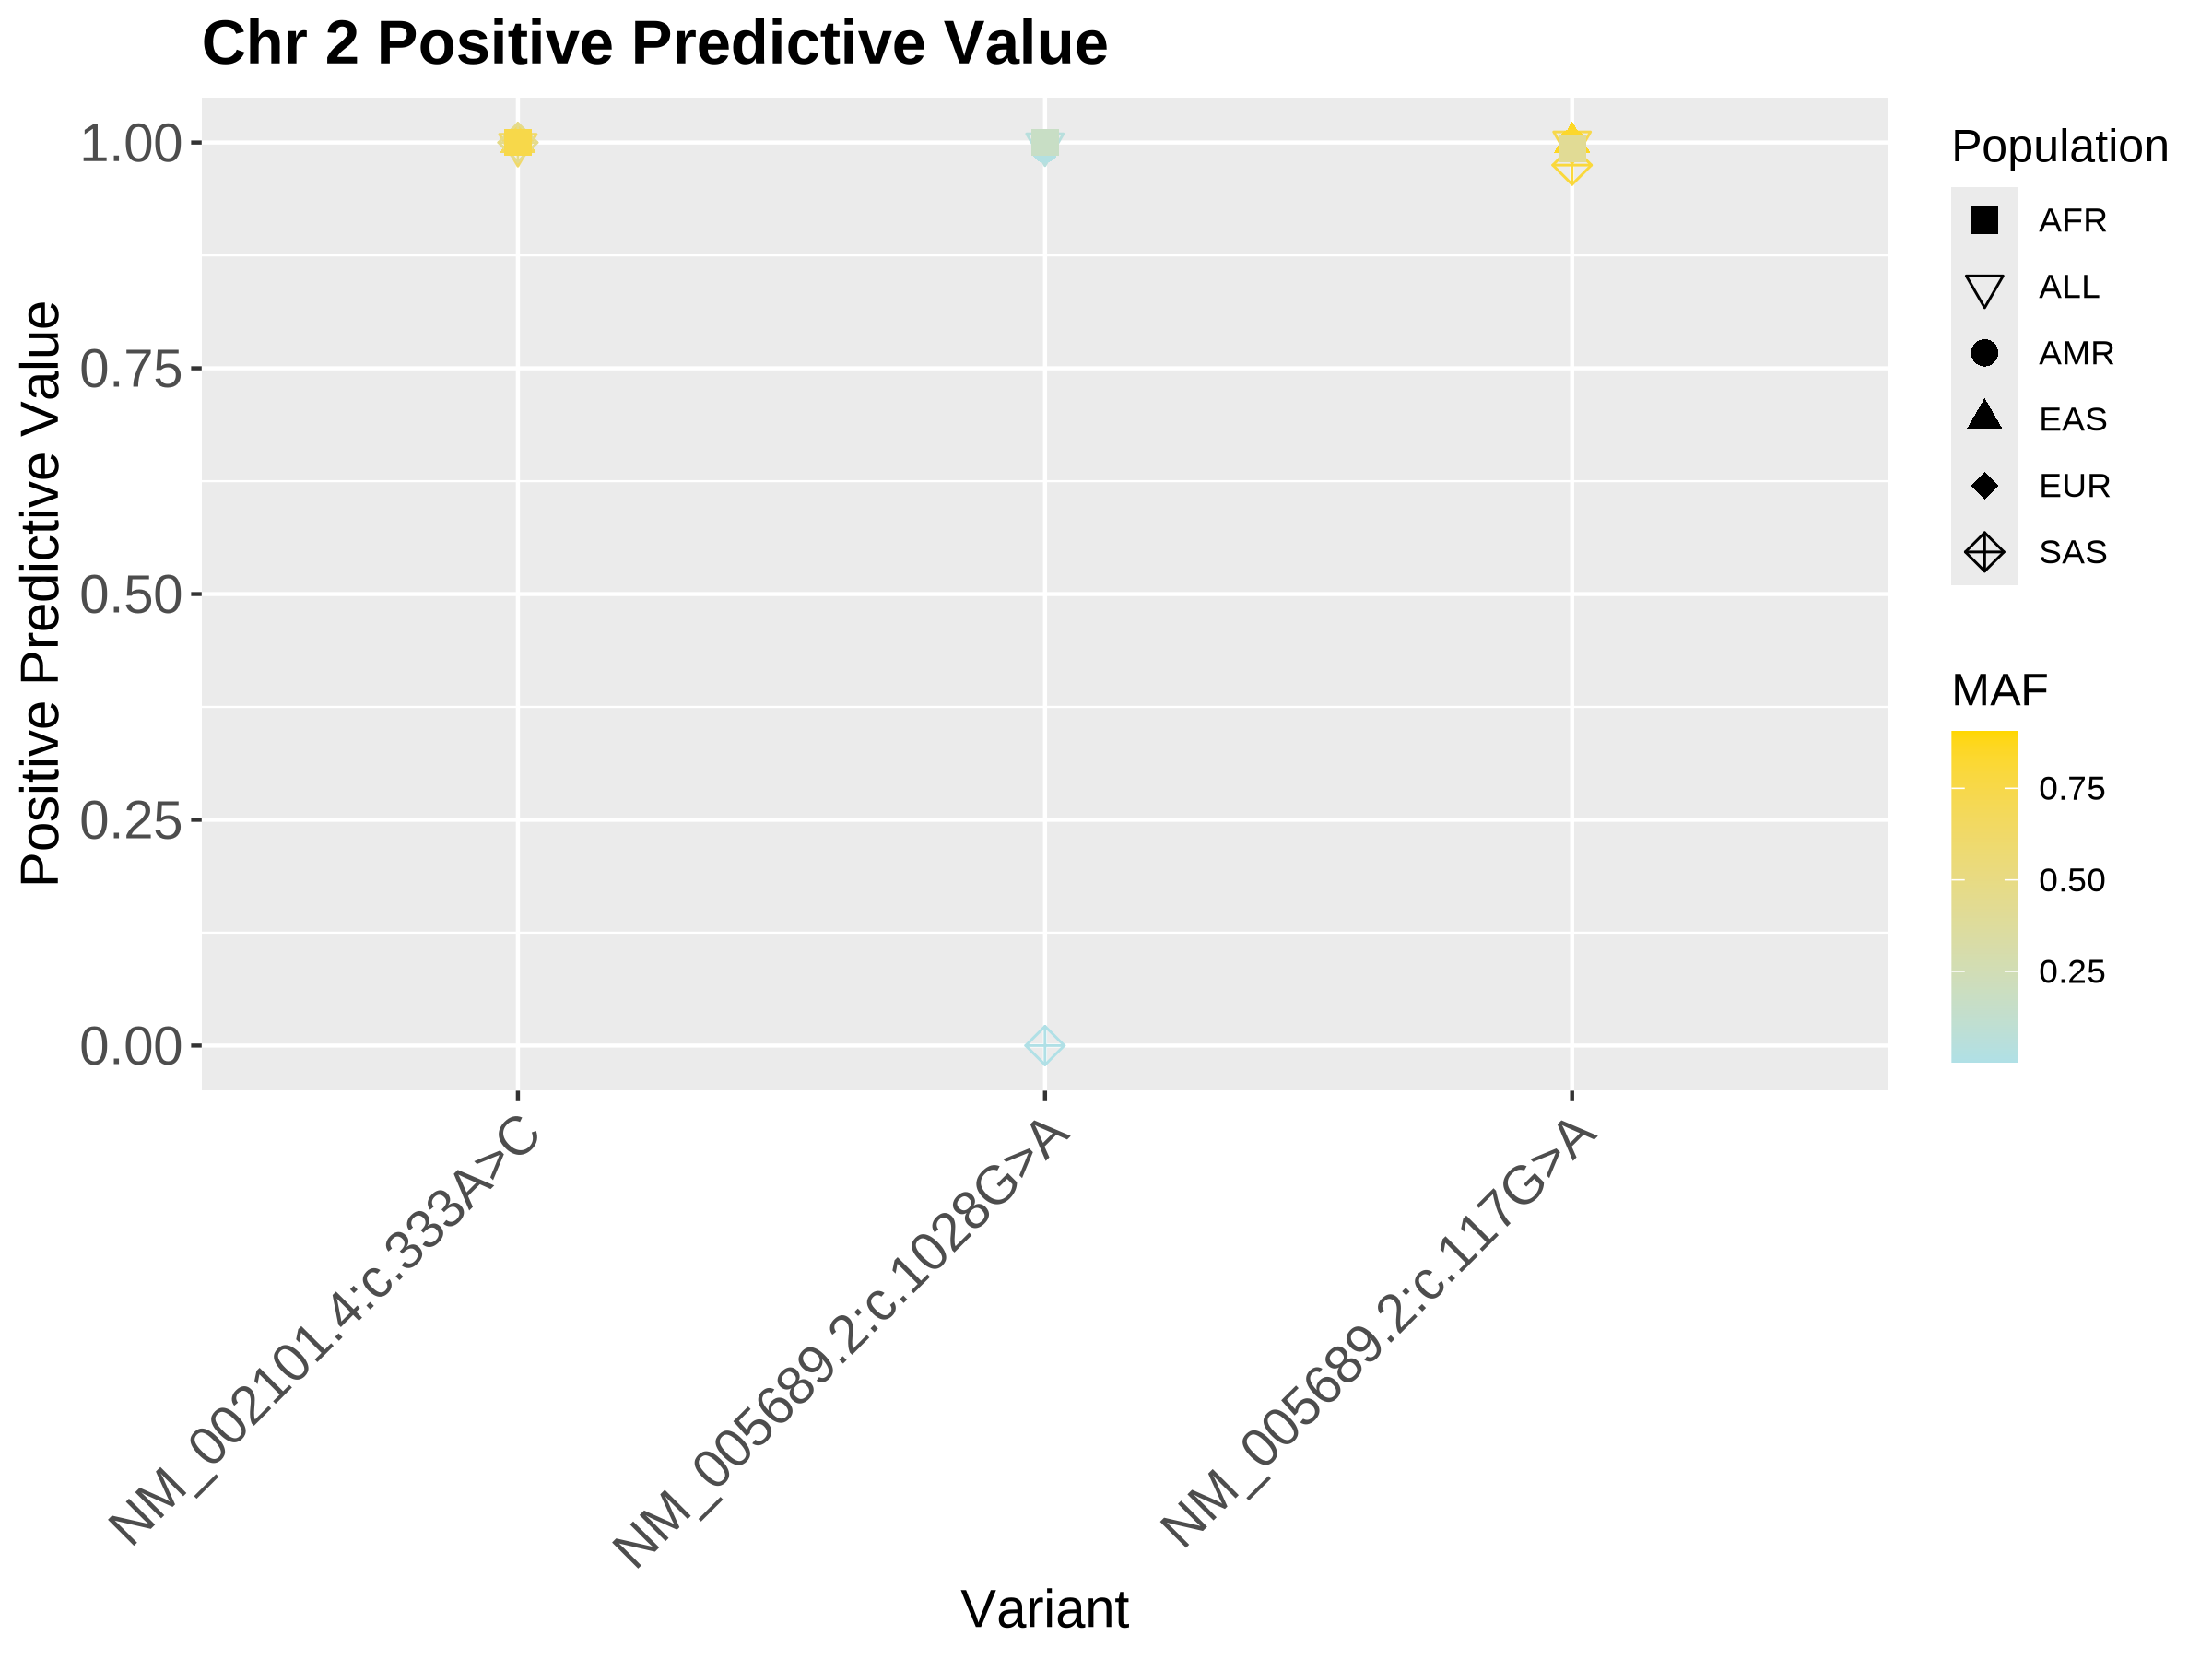 Chr 2 Positive Predictive Value
Positive Predictive Value
1.00
0.75
0.50
0.25
0.00
NM_002101.4:c.333A>C
NM_005689.2:c.1028G>A
NM_005689.2:c.117G>A
Variant
Population
AFR
ALL
AMR
EAS
EUR
SAS
MAF
0.75
0.50
0.25